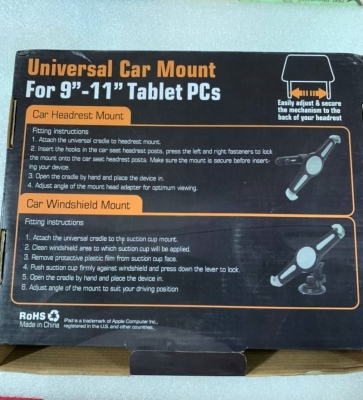 Universal Car Mount
For 9”-11” Tablet PCs
Easily adjust & secure
the mechanism to the
back of your headrest
Car Headrest Mount
Fitting instructions
1. Attach the universal cradle to headrest mount.
2. Insert the hooks in the car seat headrest posts, press the left and right fasteners to lock
the mount onto the car seat headrest posts. Make sure the mount is secure before insert-
ing your device.
3. Open the cradle by hand and place the device in.
4. Adjust angle of the mount head adapter for optimum viewing.
Car Windshield Mount
Fitting instructions
1. Attach the universal cradle to the suction cup mount.
2. Clean windshield area to which suction cup will be applied.
3. Remove protective plastic film from suction cup face.
4. Push suction cup firmly against windshield and press down the lever to lock.
5. Open the cradle by hand and place the device in.
6. Adjust angle of the mount to suit your driving position
RoHS
Made in China
iPad is a trademark of Apple Computer Inc.,
registered in the U.S. and other countries.